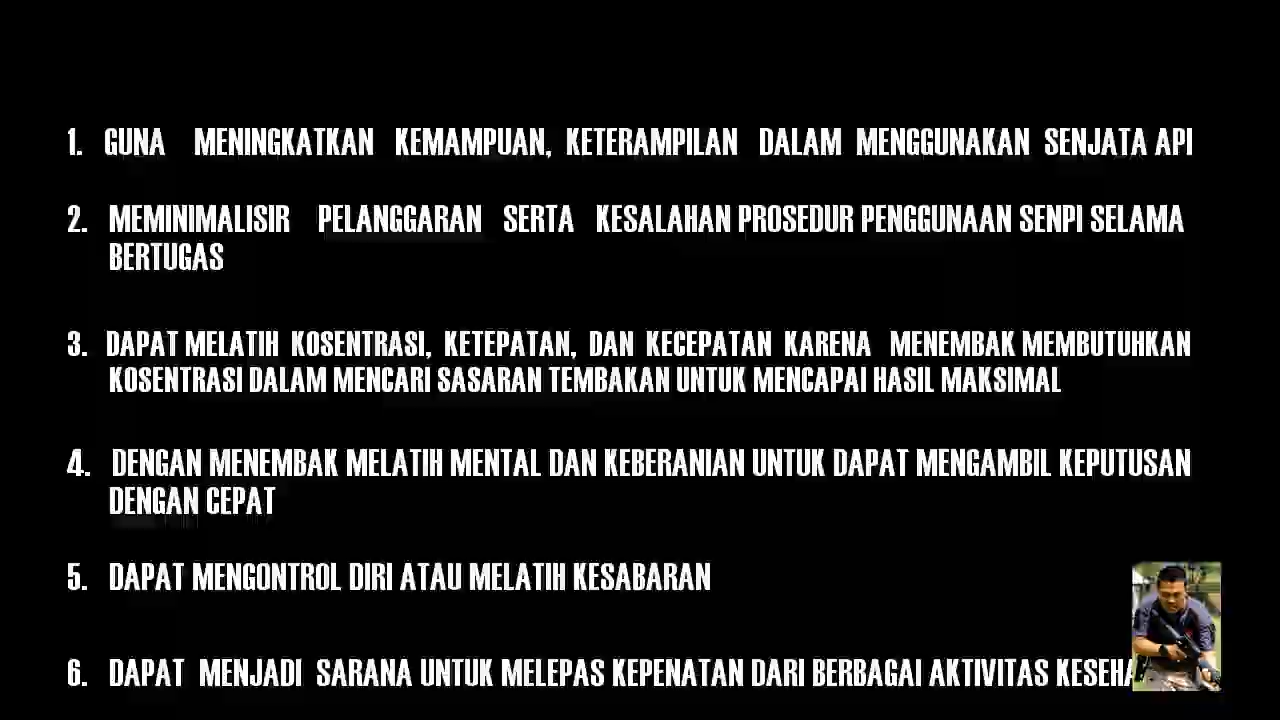 1. GUNA MENINGKATKAN KEMAMPUAN, KETERAMPILAN DALAM MENGGUNAKAN SENJATA API
2. MEMINIMALISIR PELANGGARAN SERTA KESALAHAN PROSEDUR PENGGUNAAN SENPI SELAMA
BERTUGAS
3. DAPAT MELATIH KOSENTRASI, KETEPATAN, DAN KECEPATAN KARENA MENEMBAK MEMBUTUHKAN
KOSENTRASI DALAM MENCARI SASARAN TEMBAKAN UNTUK MENCAPAI HASIL MAKSIMAL
4. DENGAN MENEMBAK MELATIH MENTAL DAN KEBERANIAN UNTUK DAPAT MENGAMBIL KEPUTUSAN
DENGAN CEPAT
5. DAPAT MENGONTROL DIRI ATAU MELATIH KESABARAN
6. DAPAT MENJADI SARANA UNTUK MELEPAS KEPENATAN DARI BERBAGAI AKTIVITAS